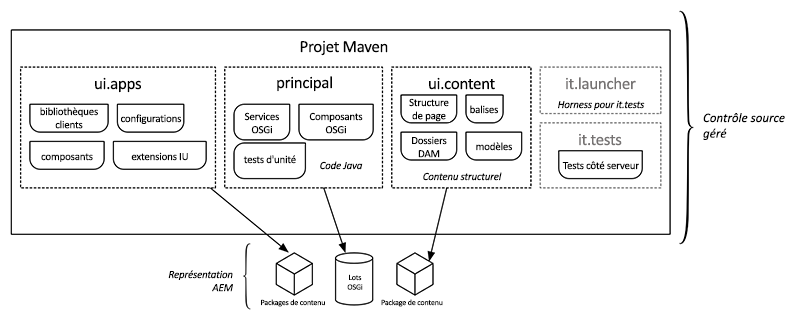 Projet Maven
ui.apps
bibliothèques
clients
configurations
composants
extensions IU
principal
Services
OSGi
Composants
OSGi
tests d'unité
Code Java
ui.content
Structure
de page
balises
Dossiers
DAM
modèles
Contenu structurel
it.launcher
Horness pour it.tests
it.tests
Tests côté serveur
Contrôle source
géré
Représentation
AEM
Packages de contenu
Lots
OSGi
Package de contenu